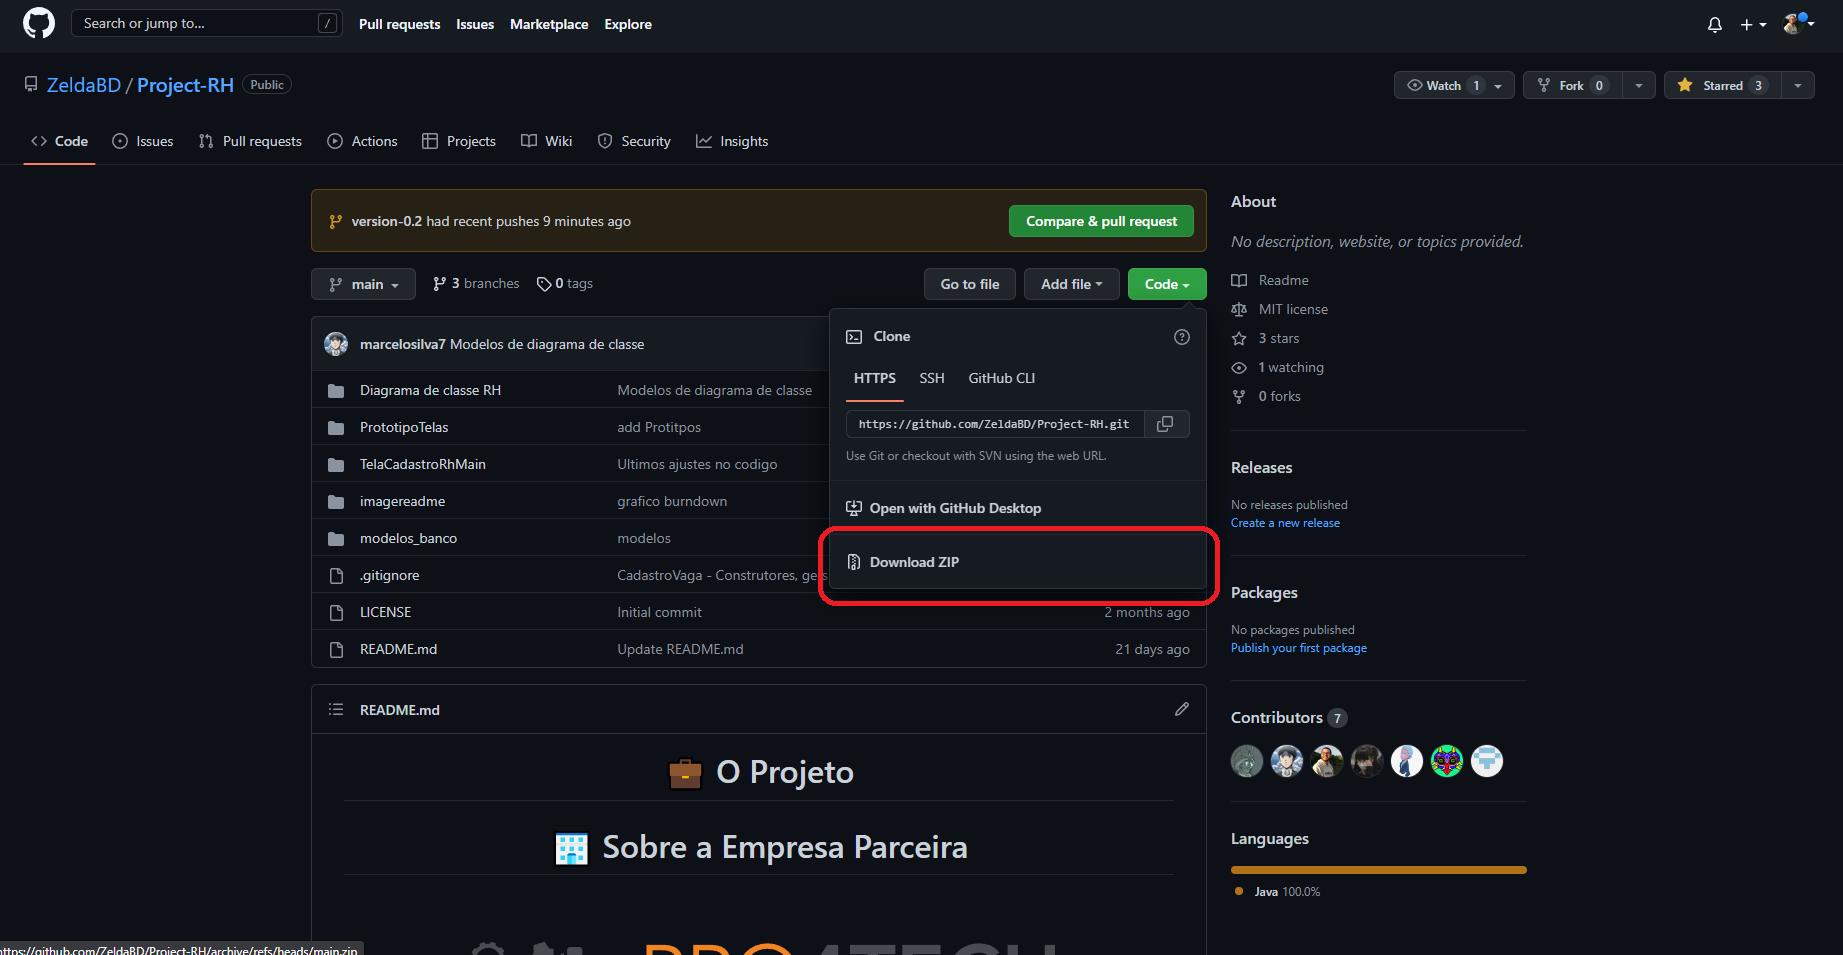 Search or jump to... /
Pull requests Issues Marketplace Explore
ZeldaBD / Project-RH Public
Watch 1 Fork 0 Starred 3
Code Issues Pull requests Actions Projects Wiki Security Insights
version-0.2 had recent pushes 9 minutes ago
Compare & pull request
main 3 branches 0 tags
Go to file Add file Code
marcelosilva7 Modelos de diagrama de classe
Diagrama de classe RH Modelos de diagrama de classe
PrototipoTelas add Protitpos
TelaCadastroRhMain Ultimos ajustes no codigo
imagereadme grafico burndown
modelos_banco modelos
.gitignore CadastroVaga - Construtores, ge s
LICENSE Initial commit 2 months ago
README.md Update README.md 21 days ago
Clone
HTTPS SSH GitHub CLI
https://github.com/ZeldaBD/Project-RH.git
Use Git or checkout with SVN using the web URL.
Open with GitHub Desktop
Download ZIP
README.md
O Projeto
Sobre a Empresa Parceira
PRO4TECH
About
No description, website, or topics provided.
Readme
MIT license
3 stars
1 watching
0 forks
Releases
No releases published
Create a new release
Packages
No packages published
Publish your first package
Contributors 7
Languages
Java 100.0%
https://github.com/ZeldaBD/Project-RH/archive/refs/heads/main.zip